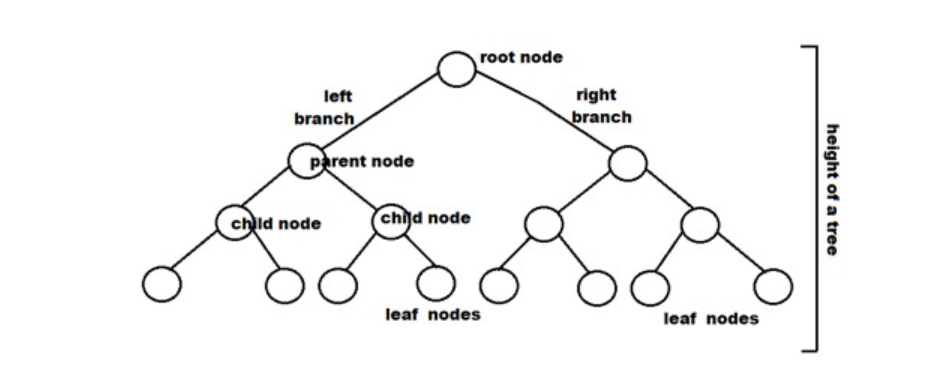 root node
left
branch
right
branch
parent node
child node
child node
leaf  nodes
leaf  nodes
height of a tree